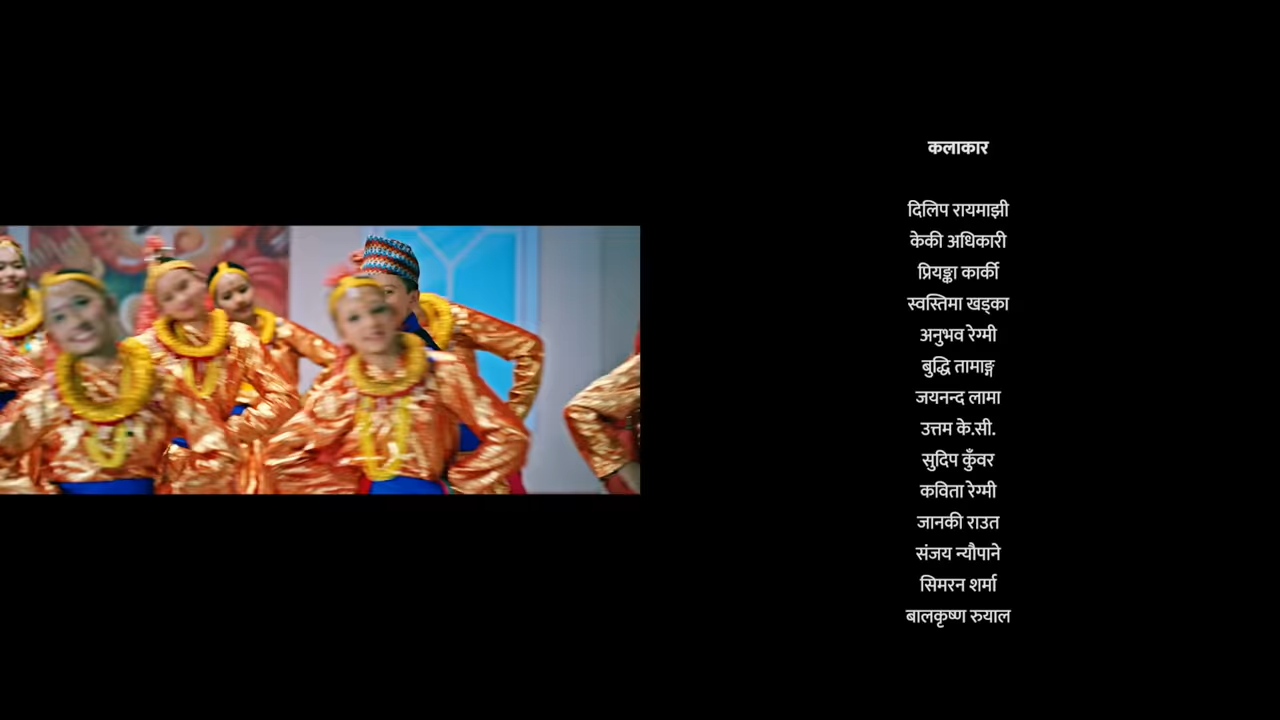 कलाकार
दिलिप रायमाझी
केकी अधिकारी
प्रियङ्का कार्की
स्वस्तिमा खड्का
अनुभव रेग्मी
बुद्धि तामाङ्ग
जयनन्द लामा
उत्तम के.सी.
सुदिप कुँवर
कविता रेग्मी
जानकी राउत
संजय न्यौपाने
सिमरन शर्मा
बालकृष्ण रुयाल